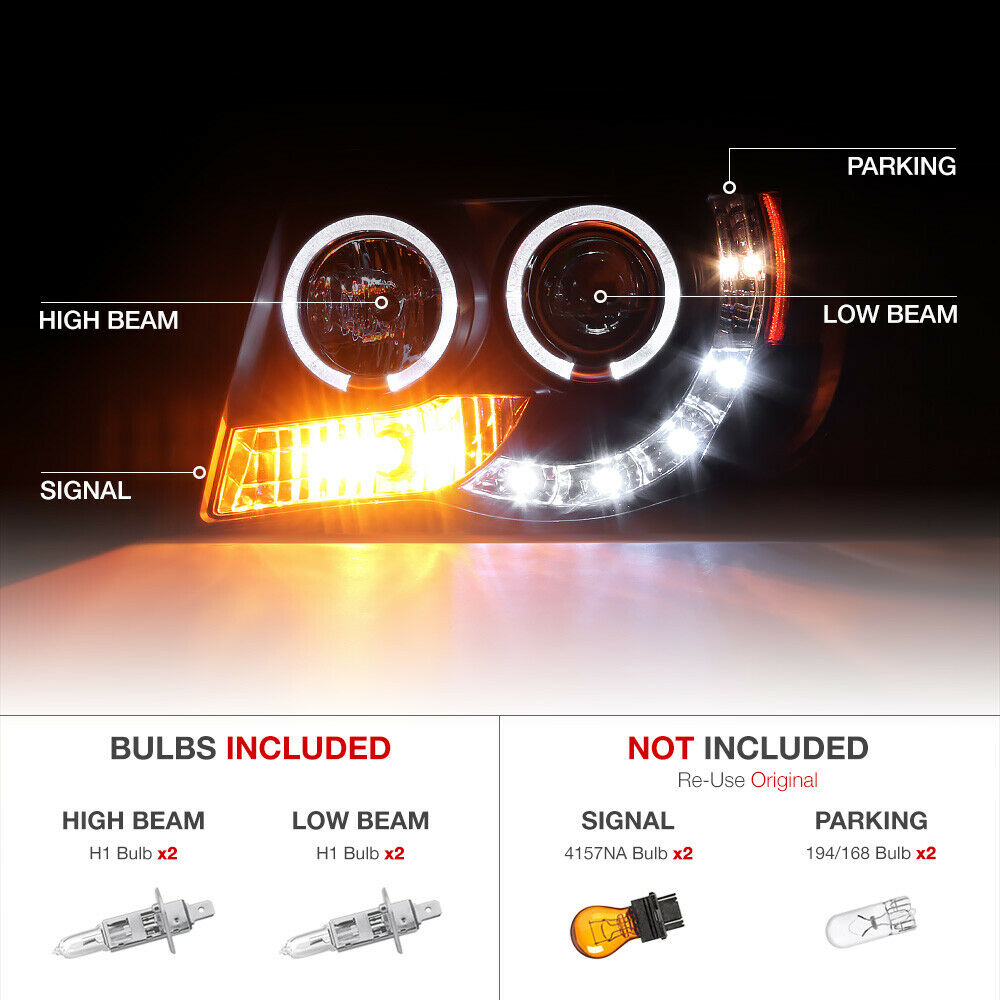 PARKING
HIGH BEAM
LOW BEAM
SIGNAL
BULBS INCLUDED
HIGH BEAM
H1 Bulb x2
LOW BEAM
H1 Bulb x2
NOT INCLUDED
Re-Use Original
SIGNAL
4157NA Bulb x2
PARKING
194/168 Bulb x2